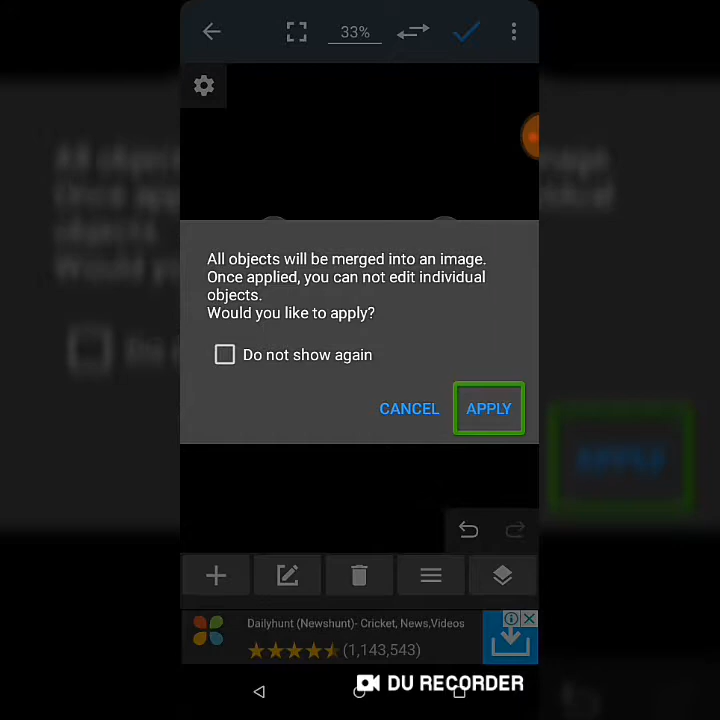 33%
All objects will be merged into an image.
Once applied, you can not edit individual
objects.
Would you like to apply?
Do not show again
CANCEL APPLY
Dailyhunt (Newshunt)- Cricket, News,Videos
(1,143,543)
DU RECORDER